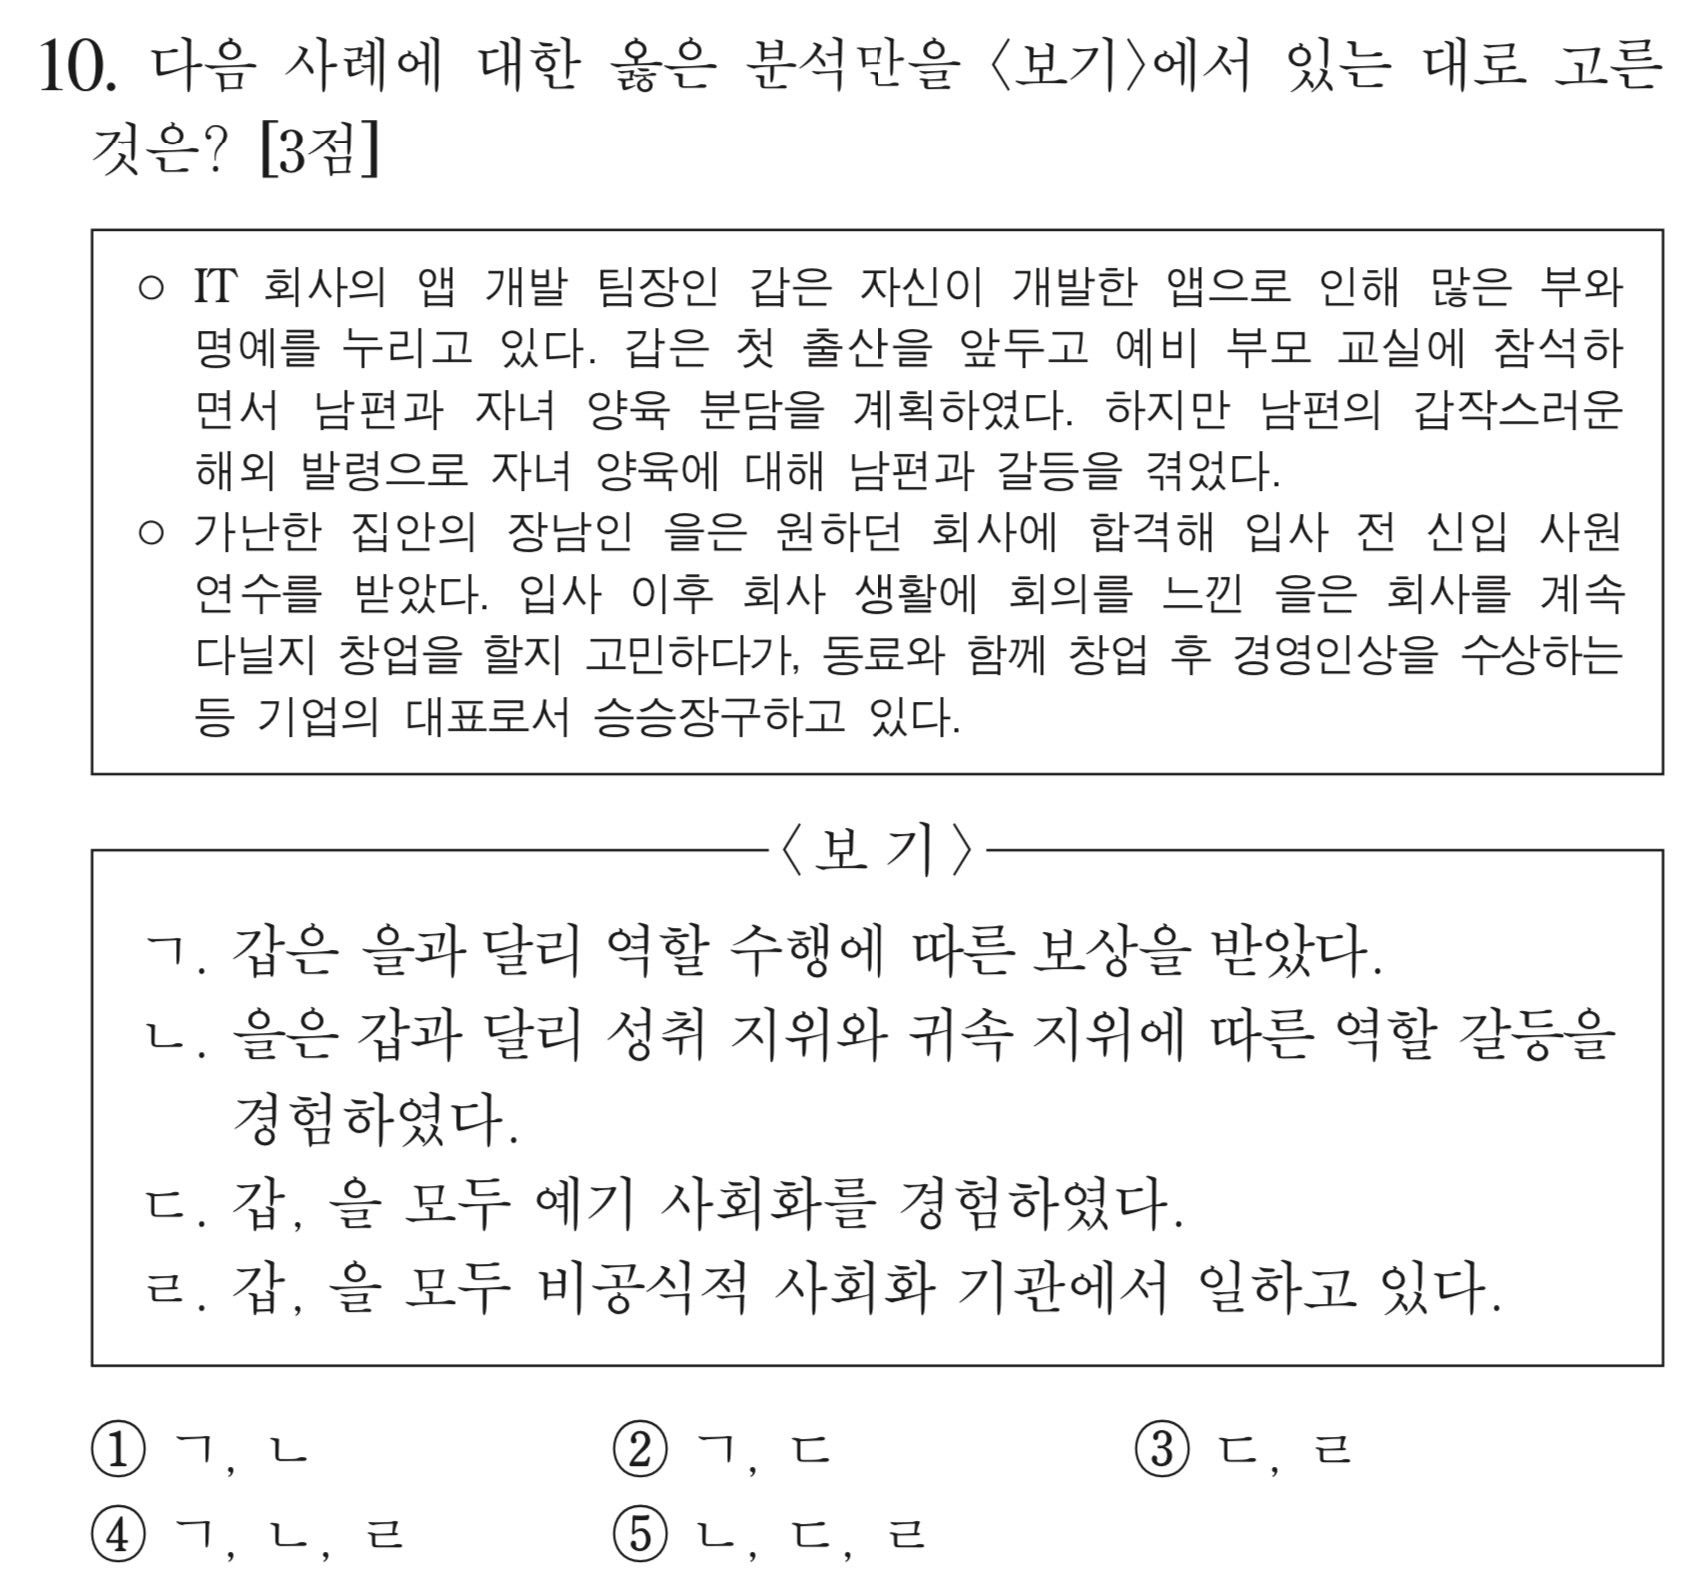 10. 다음 사례에 대한 옳은 분석만을 〈보기〉에서 있는 대로 고른
것은? [3점]
○ IT 회사의 앱 개발 팀장인 갑은 자신이 개발한 앱으로 인해 많은 부와
명예를 누리고 있다. 갑은 첫 출산을 앞두고 예비 부모 교실에 참석하
면서 남편과 자녀 양육 분담을 계획하였다. 하지만 남편의 갑작스러운
해외 발령으로 자녀 양육에 대해 남편과 갈등을 겪었다.
○ 가난한 집안의 장남인 을은 원하던 회사에 합격해 입사 전 신입 사원
연수를 받았다. 입사 이후 회사 생활에 회의를 느낀 을은 회사를 계속
다닐지 창업을 할지 고민하다가, 동료와 함께 창업 후 경영인상을 수상하는
등 기업의 대표로서 승승장구하고 있다.
〈보 기〉
ㄱ. 갑은 을과 달리 역할 수행에 따른 보상을 받았다.
ㄴ. 을은 갑과 달리 성취 지위와 귀속 지위에 따른 역할 갈등을
경험하였다.
ㄷ. 갑, 을 모두 예기 사회화를 경험하였다.
ㄹ. 갑, 을 모두 비공식적 사회화 기관에서 일하고 있다.
① ㄱ, ㄴ ② ㄱ, ㄷ ③ ㄷ, ㄹ
④ ㄱ, ㄴ, ㄹ ⑤ ㄴ, ㄷ, ㄹ